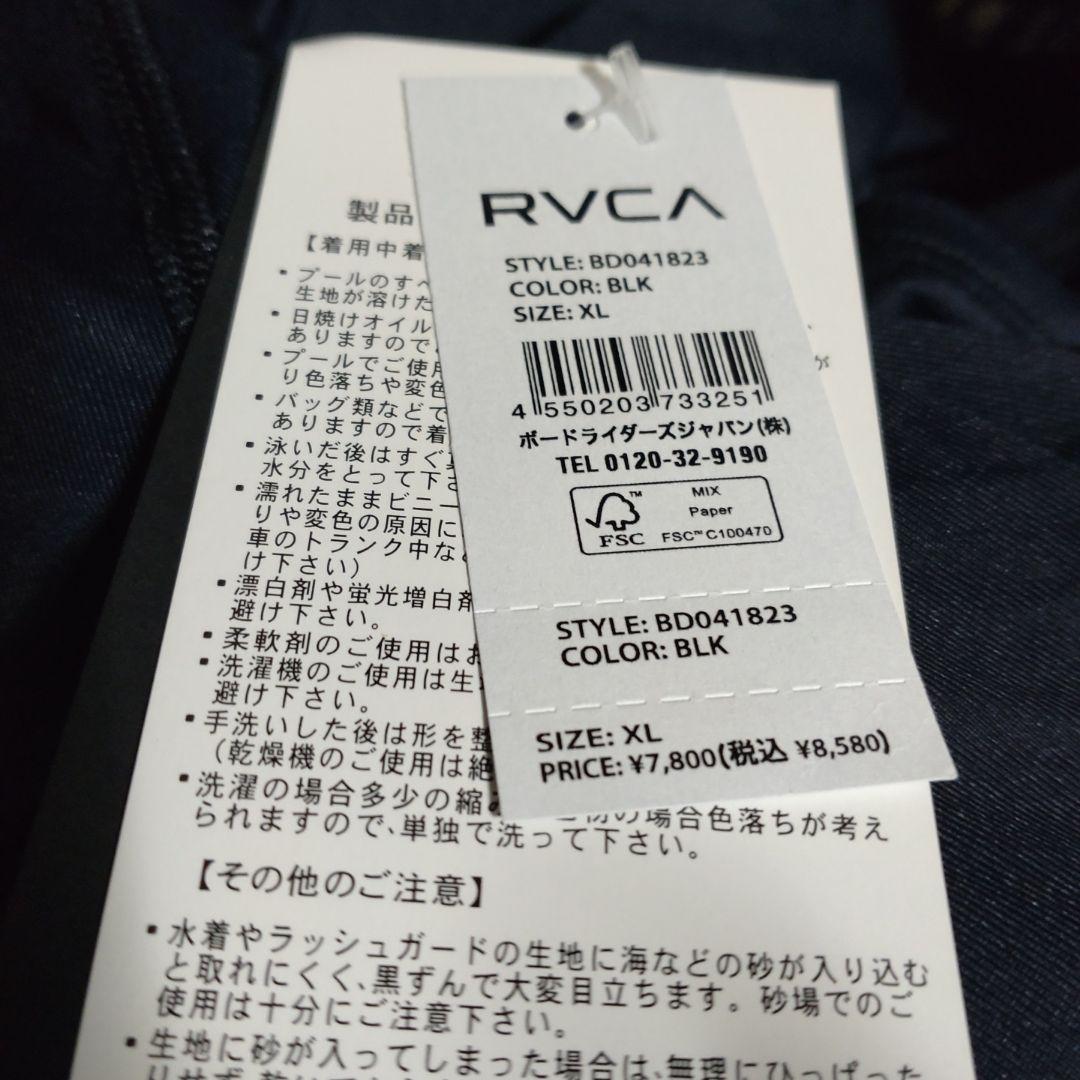 RVCA
STYLE: BD041823
COLOR: BLK
SIZE: XL
4 550203 733251
ボードライダーズジャパン(株)
TEL 0120-32-9190
FSC™
MIX
Paper
FSC™ C100470
STYLE: BD041823
COLOR: BLK
SIZE: XL
PRICE: ¥7,800(税込 ¥8,580)
製品
【着用中着
・プールのすべ
生地が溶けた
・日焼けオイル
ありますので、
・プールでご使用
り色落ちや変色
が
・バッグ類などで
ありますので着
・泳いだ後はすぐ
水分をとって下さ
・濡れたままビニー
りや変色の原因に
車のトランク中など
け下さい）
・漂白剤や蛍光増白剤
避け下さい。
・柔軟剤のご使用はお
・洗濯機のご使用は生
避け下さい。
・手洗いした後は形を整
（乾燥機のご使用は絶
・洗濯の場合多少の縮
の場合色落ちが考え
られますので、単独で洗って下さい。
【その他のご注意】
・水着やラッシュガードの生地に海などの砂が入り込む
と取れにくく、黒ずんで大変目立ちます。砂場でのご
使用は十分にご注意下さい。
・生地に砂が入ってしまった場合は、無理にひっぱった
りせず